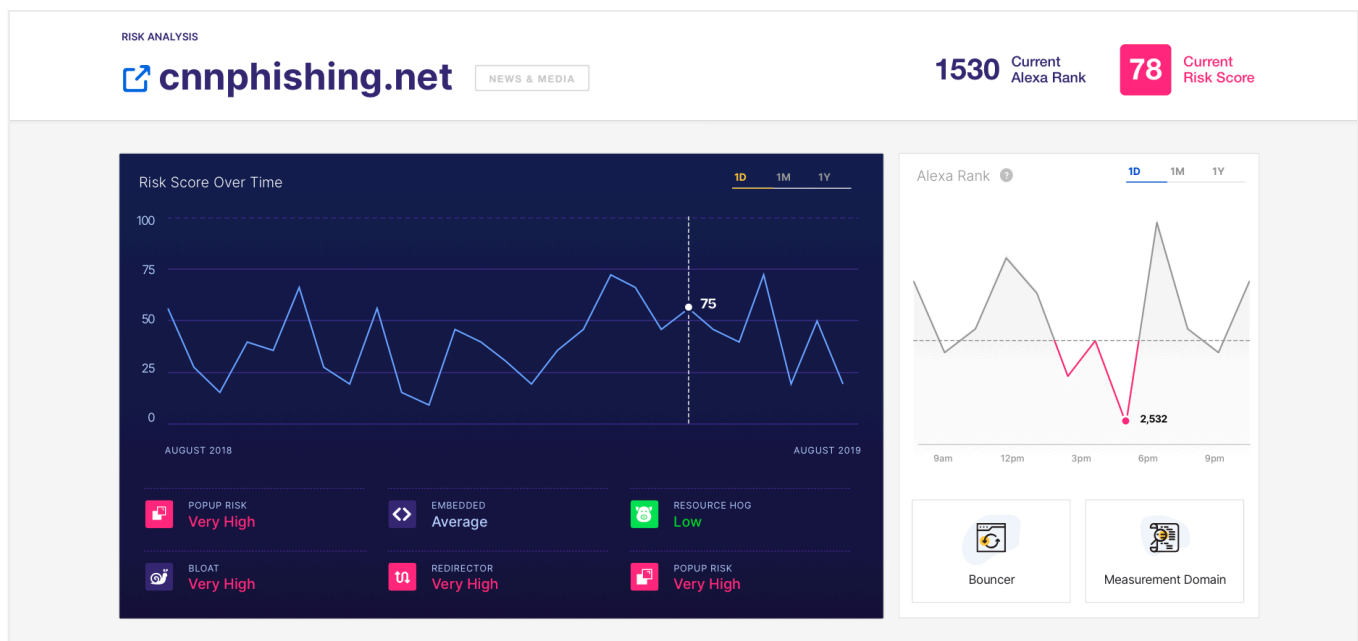 RISK ANALYSIS
cnnphishing.net
NEWS & MEDIA
1530
Current
Alexa Rank
78
Current
Risk Score
Risk Score Over Time
1D 1M 1Y
100
75
50
25
0
75
AUGUST 2018
AUGUST 2019
POPUP RISK
Very High
EMBEDDED
Average
RESOURCE HOG
Low
BLOAT
Very High
REDIRECTOR
Very High
POPUP RISK
Very High
Alexa Rank ?
1D 1M 1Y
2,532
9am 12pm 3pm 6pm 9pm
Bouncer
Measurement Domain